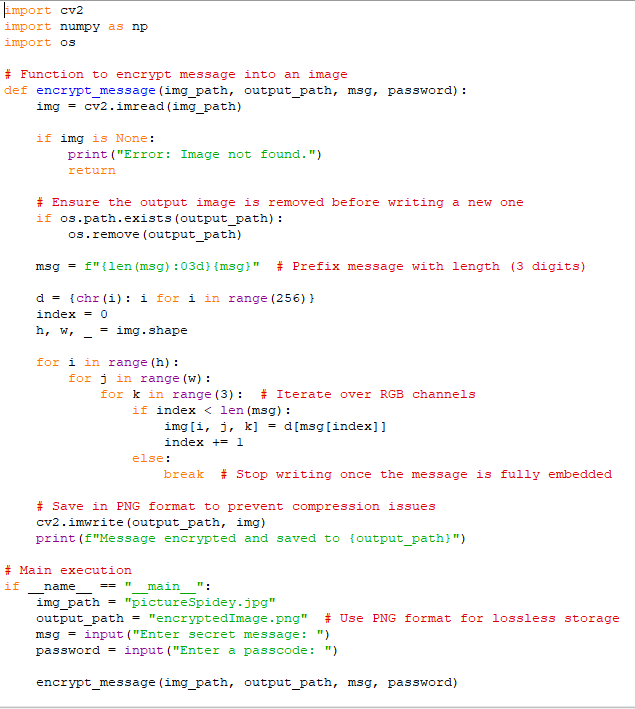 import cv2
import numpy as np
import os

# Function to encrypt message into an image
def encrypt_message(img_path, output_path, msg, password):
    img = cv2.imread(img_path)

    if img is None:
        print("Error: Image not found.")
        return

    # Ensure the output image is removed before writing a new one
    if os.path.exists(output_path):
        os.remove(output_path)

    msg = f"{len(msg):03d}{msg}"  # Prefix message with length (3 digits)

    d = {chr(i): i for i in range(256)}
    index = 0
    h, w, _ = img.shape

    for i in range(h):
        for j in range(w):
            for k in range(3):  # Iterate over RGB channels
                if index < len(msg):
                    img[i, j, k] = d[msg[index]]
                    index += 1
                else:
                    break  # Stop writing once the message is fully embedded

    # Save in PNG format to prevent compression issues
    cv2.imwrite(output_path, img)
    print(f"Message encrypted and saved to {output_path}")

# Main execution
if __name__ == "__main__":
    img_path = "pictureSpidey.jpg"
    output_path = "encryptedImage.png"  # Use PNG format for lossless storage
    msg = input("Enter secret message: ")
    password = input("Enter a passcode: ")

    encrypt_message(img_path, output_path, msg, password)